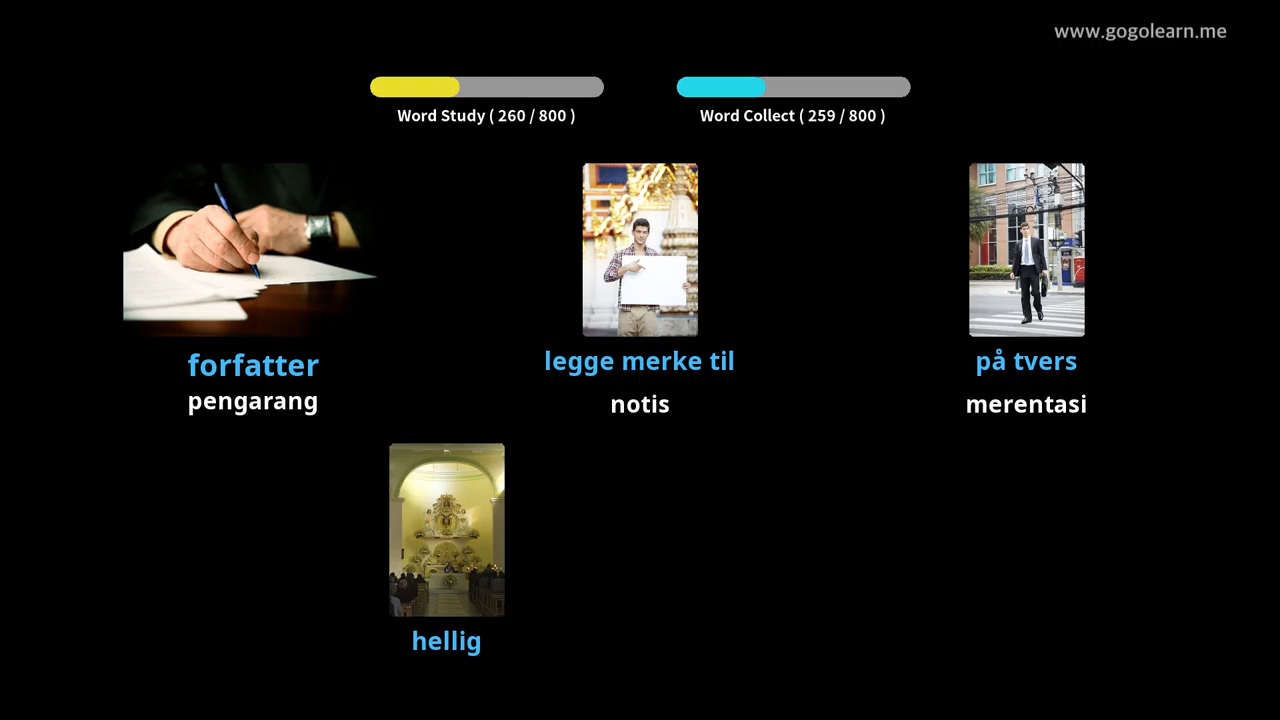 www.gogolearn.me
Word Study ( 260 / 800 )
Word Collect ( 259 / 800 )
forfatter
pengarang
legge merke til
notis
på tvers
merentasi
hellig